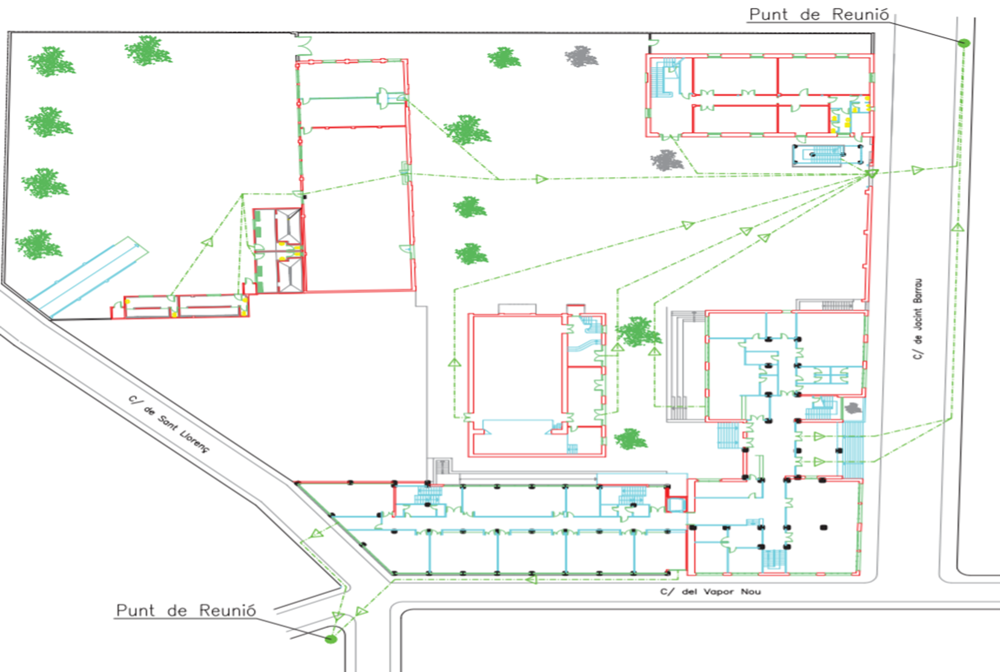 Punt de Reunió
C/ de Jacint Barrau
C/ de Sant Llorenç
C/ del Vapor Nou
Punt de Reunió